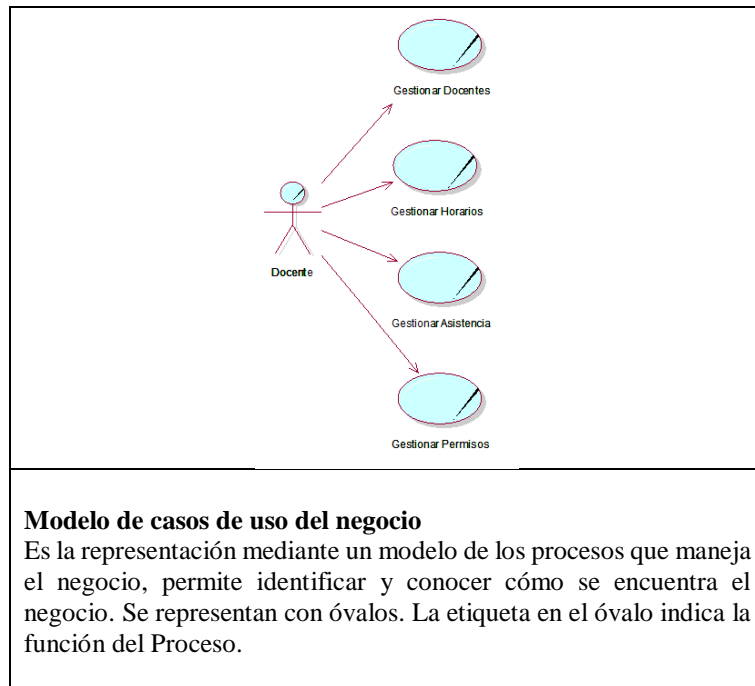 Gestionar Docentes
Gestionar Horarios
Docente
Gestionar Asistencia
Gestionar Permisos
Modelo de casos de uso del negocio
Es la representación mediante un modelo de los procesos que maneja
el negocio, permite identificar y conocer cómo se encuentra el
negocio. Se representan con óvalos. La etiqueta en el óvalo indica la
función del Proceso.